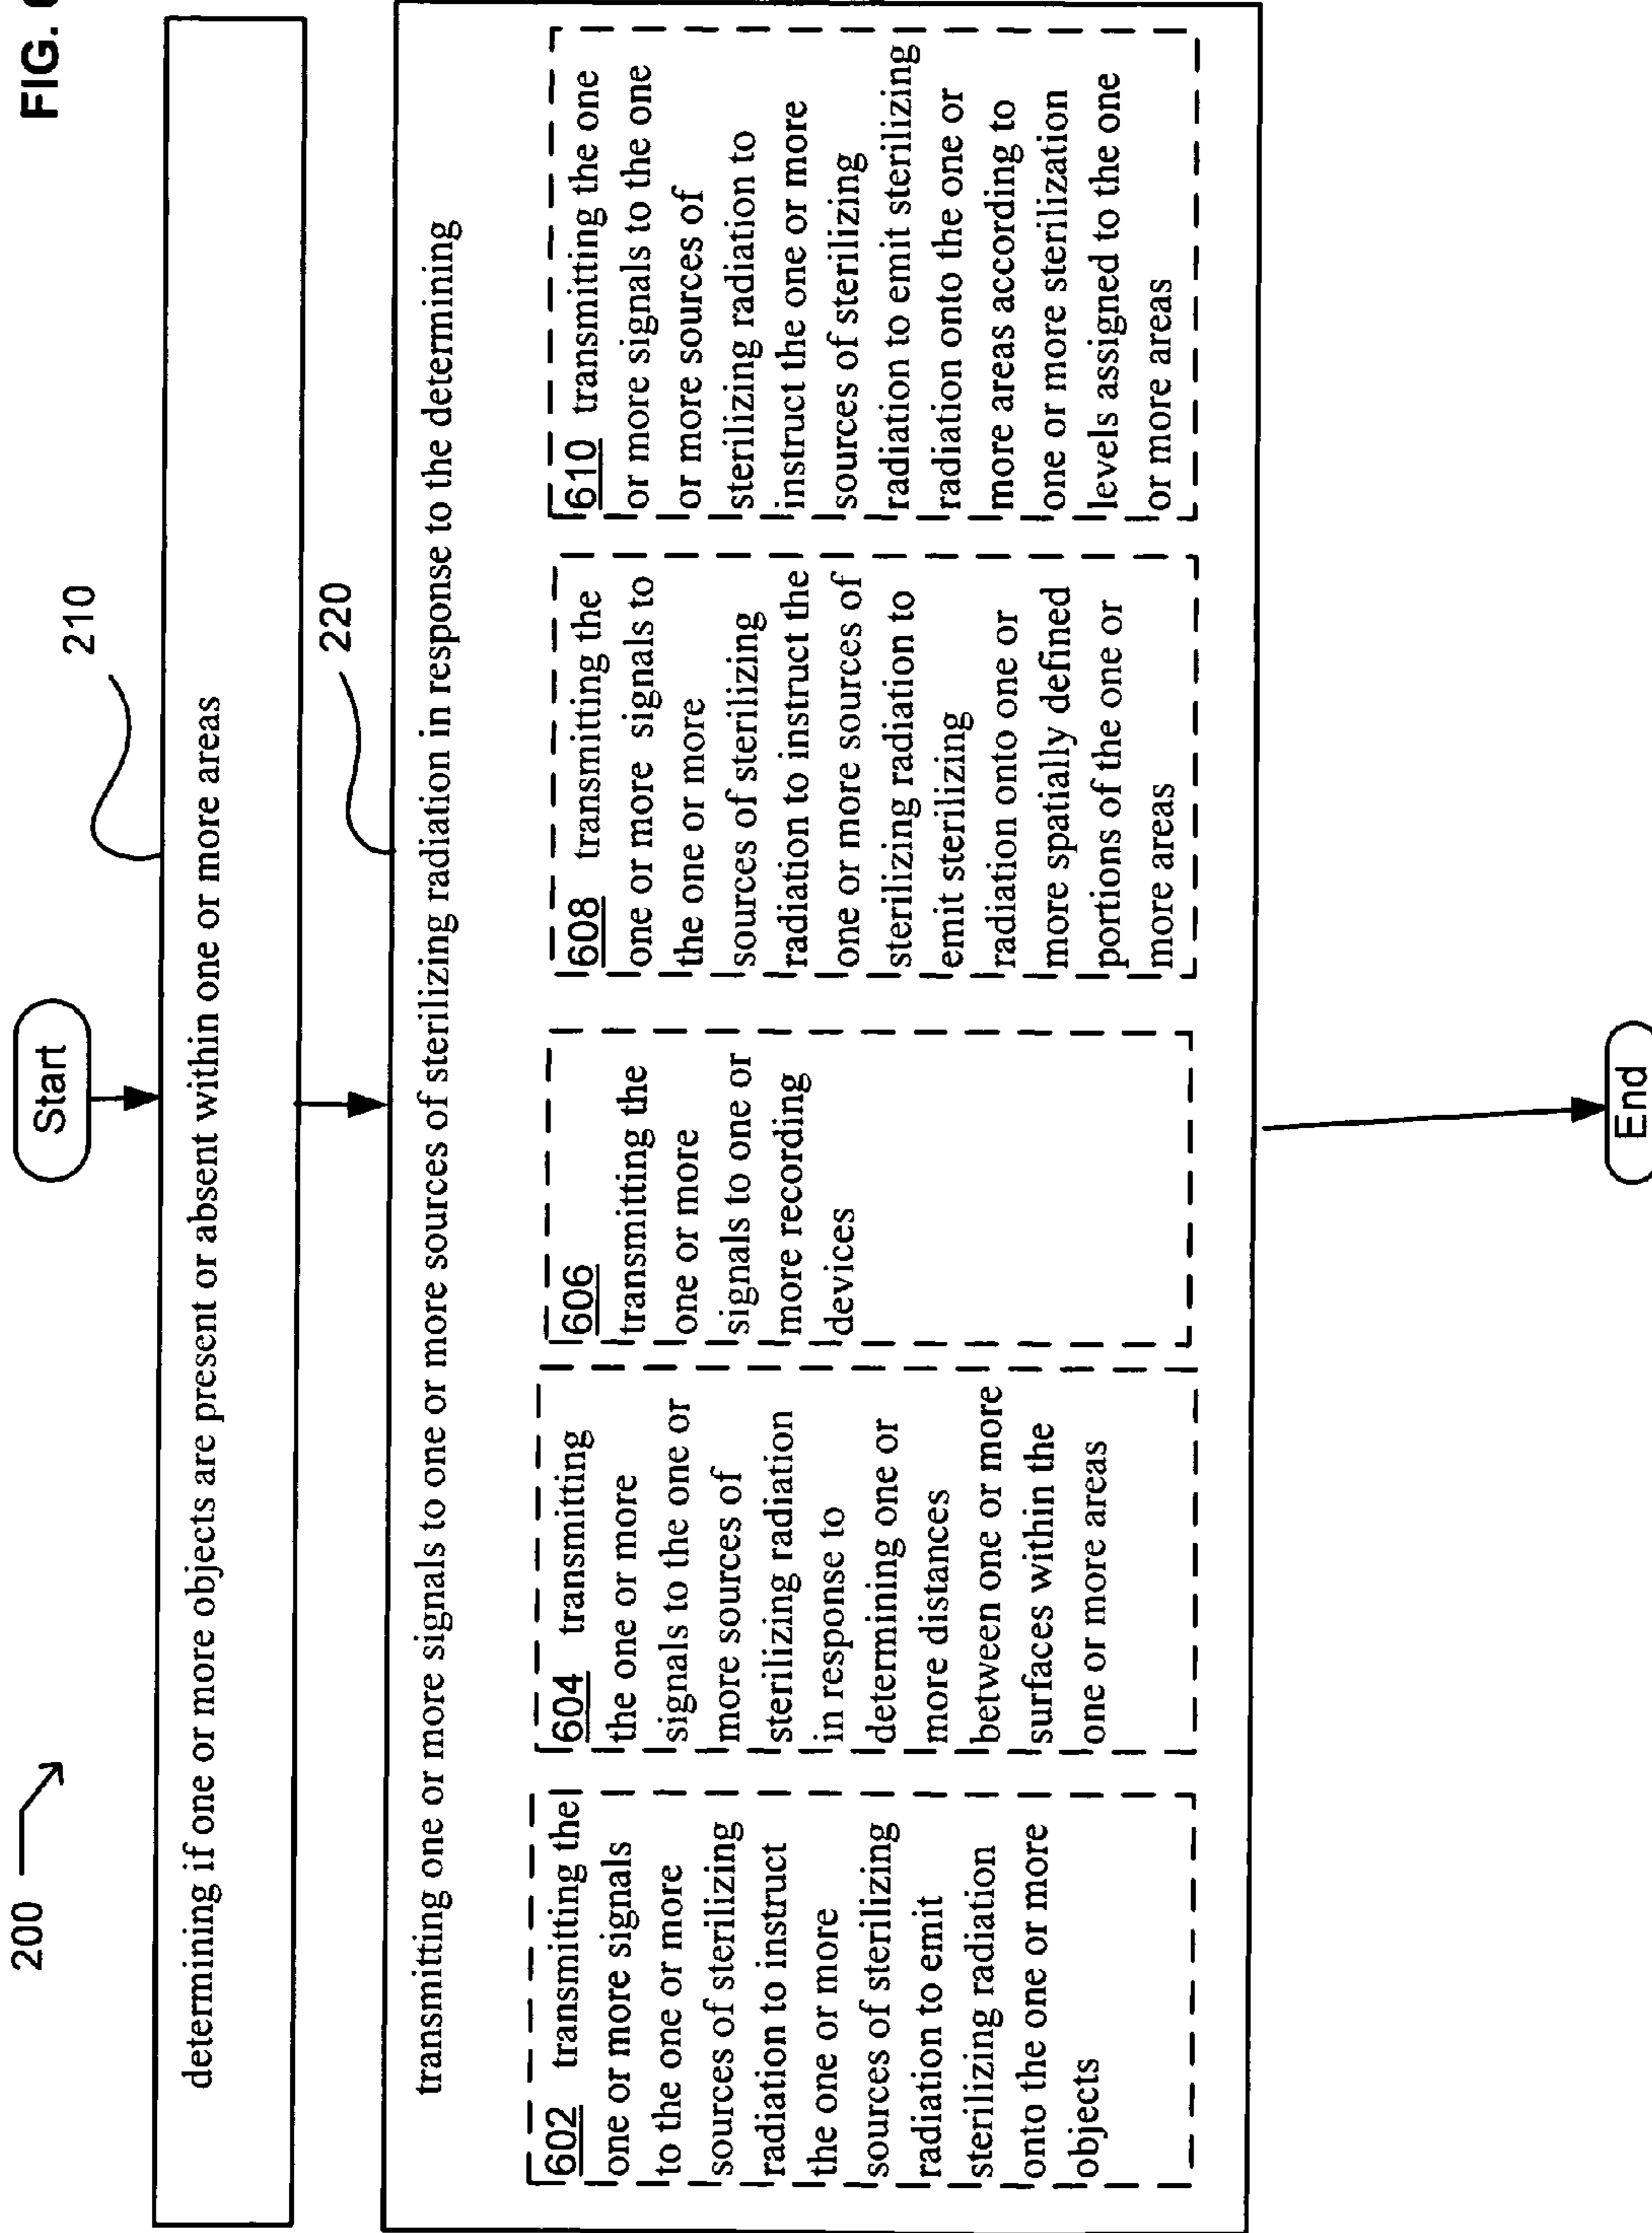 FIG.
200
Start
210
determining if one or more objects are present or absent within one or more areas
220
transmitting one or more signals to one or more sources of sterilizing radiation in response to the determining
602 transmitting the
one or more signals
to the one or more
sources of sterilizing
radiation to instruct
the one or more
sources of sterilizing
radiation to emit
sterilizing radiation
onto the one or more
objects
604 transmitting
the one or more
signals to the one or
more sources of
sterilizing radiation
in response to
determining one or
more distances
between one or more
surfaces within the
one or more areas
606
transmitting the
one or more
signals to one or
more recording
devices
608 transmitting the
one or more signals to
the one or more
sources of sterilizing
radiation to instruct the
one or more sources of
sterilizing radiation to
emit sterilizing
radiation onto one or
more spatially defined
portions of the one or
more areas
610 transmitting the one
or more signals to the one
or more sources of
sterilizing radiation to
instruct the one or more
sources of sterilizing
radiation to emit sterilizing
radiation onto the one or
more areas according to
one or more sterilization
levels assigned to the one
or more areas
End